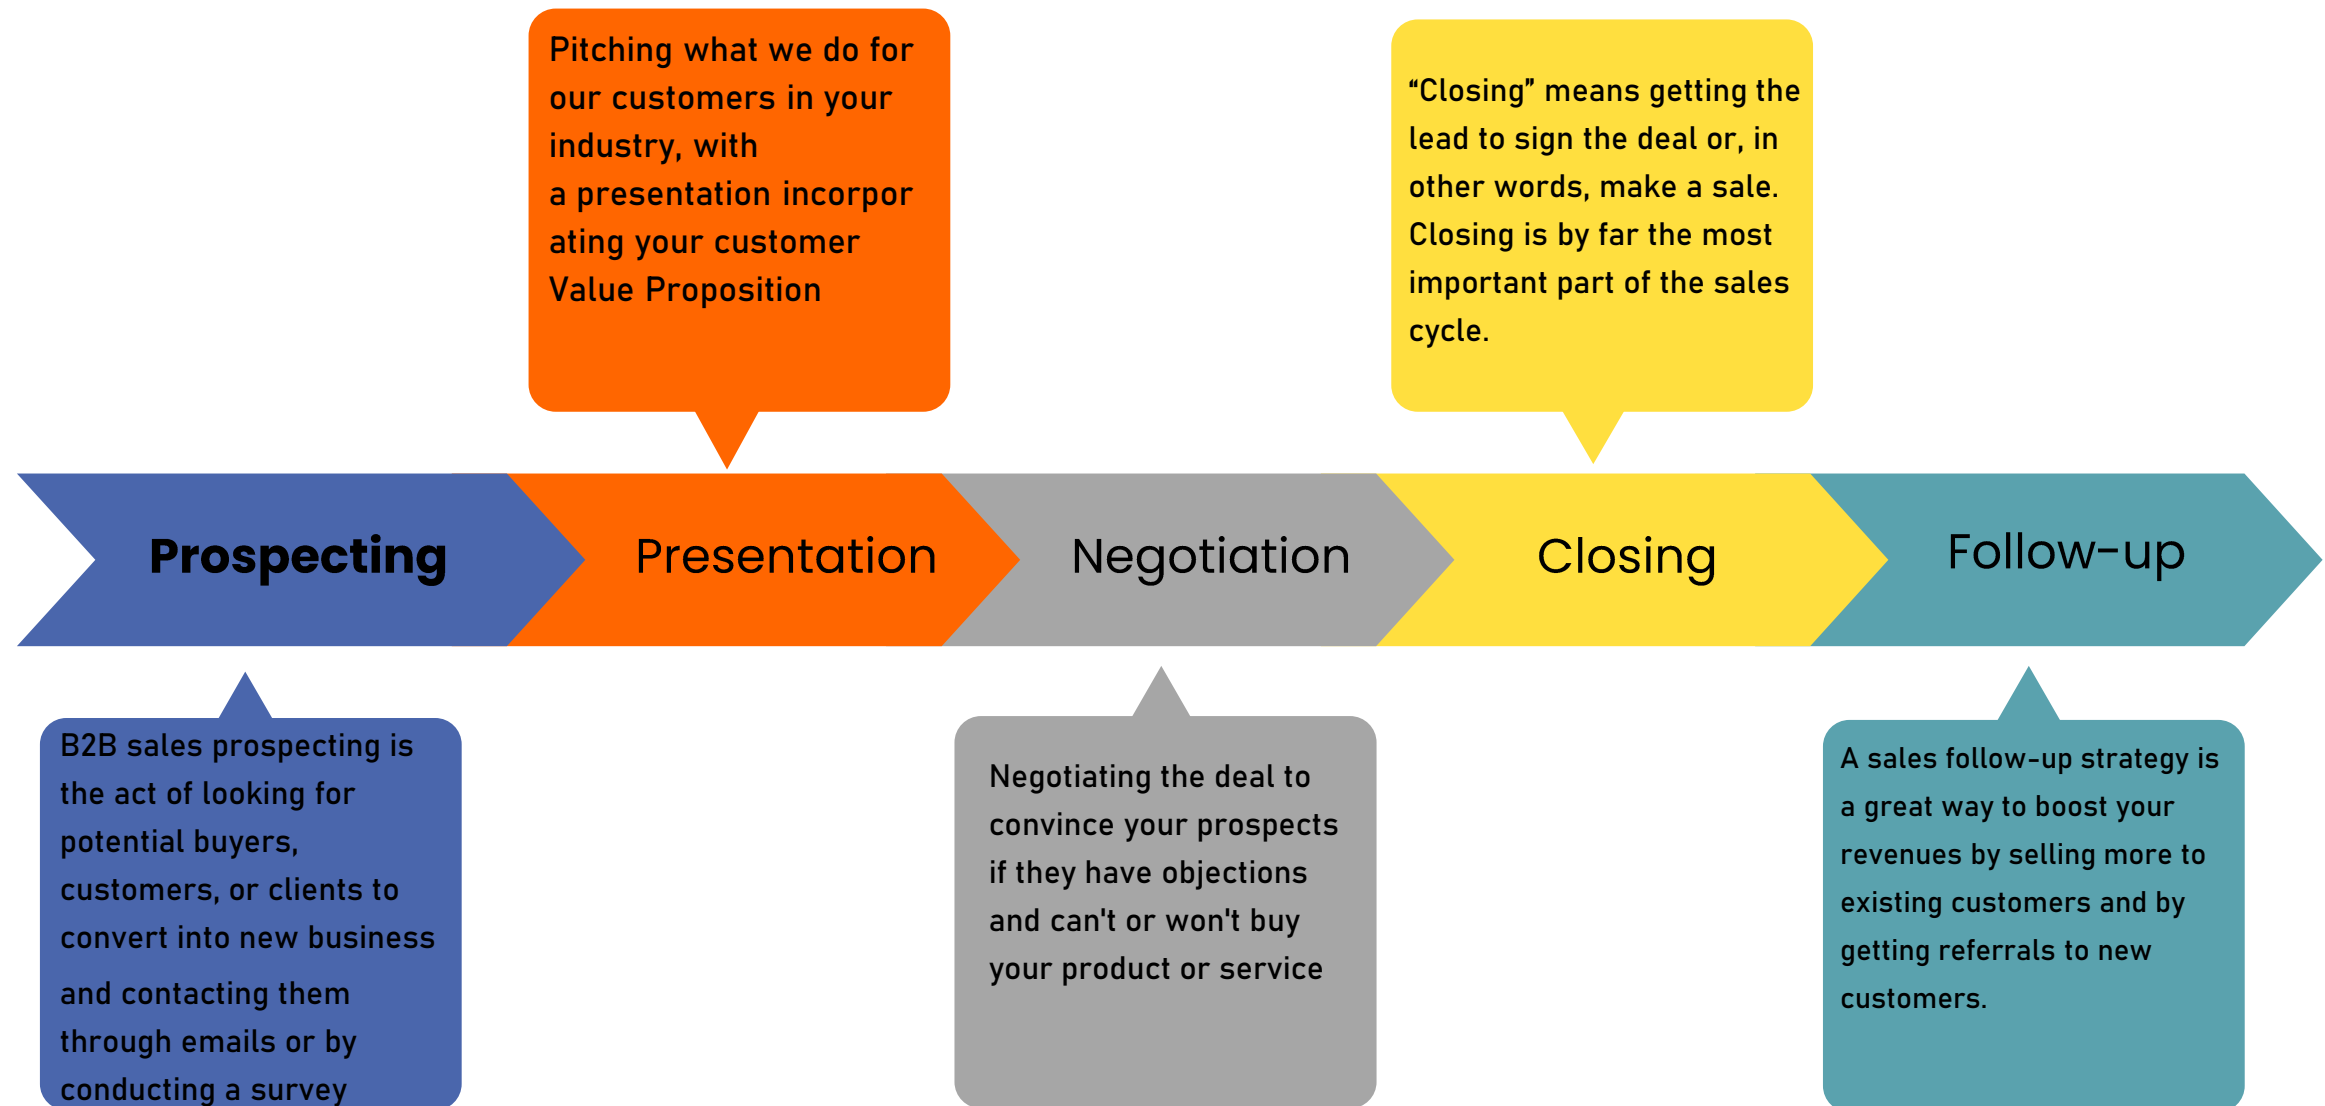 Pitching what we do for
our customers in your
industry, with
a presentation incorpor
ating your customer
Value Proposition
“Closing” means getting the
lead to sign the deal or, in
other words, make a sale.
Closing is by far the most
important part of the sales
cycle.
Prospecting
Presentation
Negotiation
Closing
Follow-up
B2B sales prospecting is
the act of looking for
potential buyers,
customers, or clients to
convert into new business
and contacting them
through emails or by
conducting a survey
Negotiating the deal to
convince your prospects
if they have objections
and can't or won't buy
your product or service
A sales follow-up strategy is
a great way to boost your
revenues by selling more to
existing customers and by
getting referrals to new
customers.